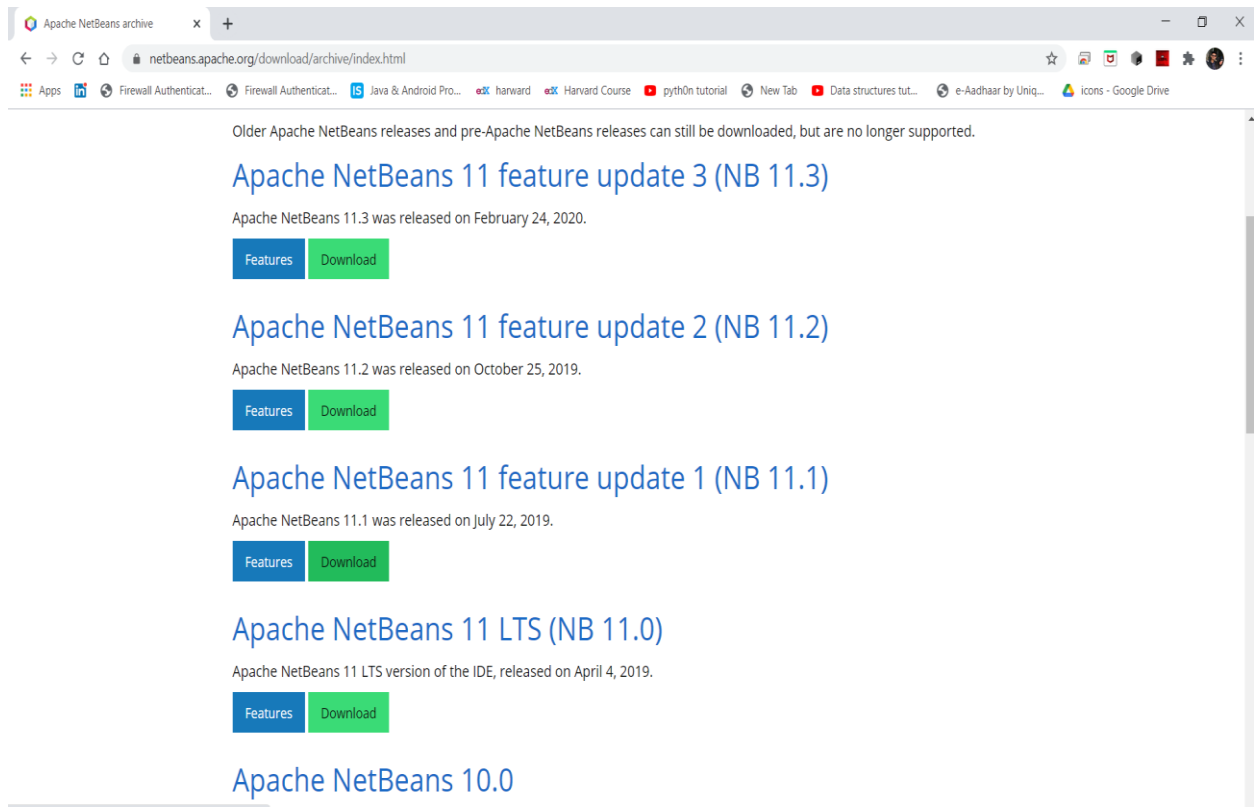 Apache NetBeans archive
netbeans.apache.org/download/archive/index.html
Apps Firewall Authenticat... Firewall Authenticat... IS Java & Android Pro... edX harward edX Harvard Course pyth0n tutorial New Tab Data structures tut... e-Aadhaar by Uniq... icons - Google Drive
Older Apache NetBeans releases and pre-Apache NetBeans releases can still be downloaded, but are no longer supported.
Apache NetBeans 11 feature update 3 (NB 11.3)
Apache NetBeans 11.3 was released on February 24, 2020.
Features Download
Apache NetBeans 11 feature update 2 (NB 11.2)
Apache NetBeans 11.2 was released on October 25, 2019.
Features Download
Apache NetBeans 11 feature update 1 (NB 11.1)
Apache NetBeans 11.1 was released on July 22, 2019.
Features Download
Apache NetBeans 11 LTS (NB 11.0)
Apache NetBeans 11 LTS version of the IDE, released on April 4, 2019.
Features Download
Apache NetBeans 10.0